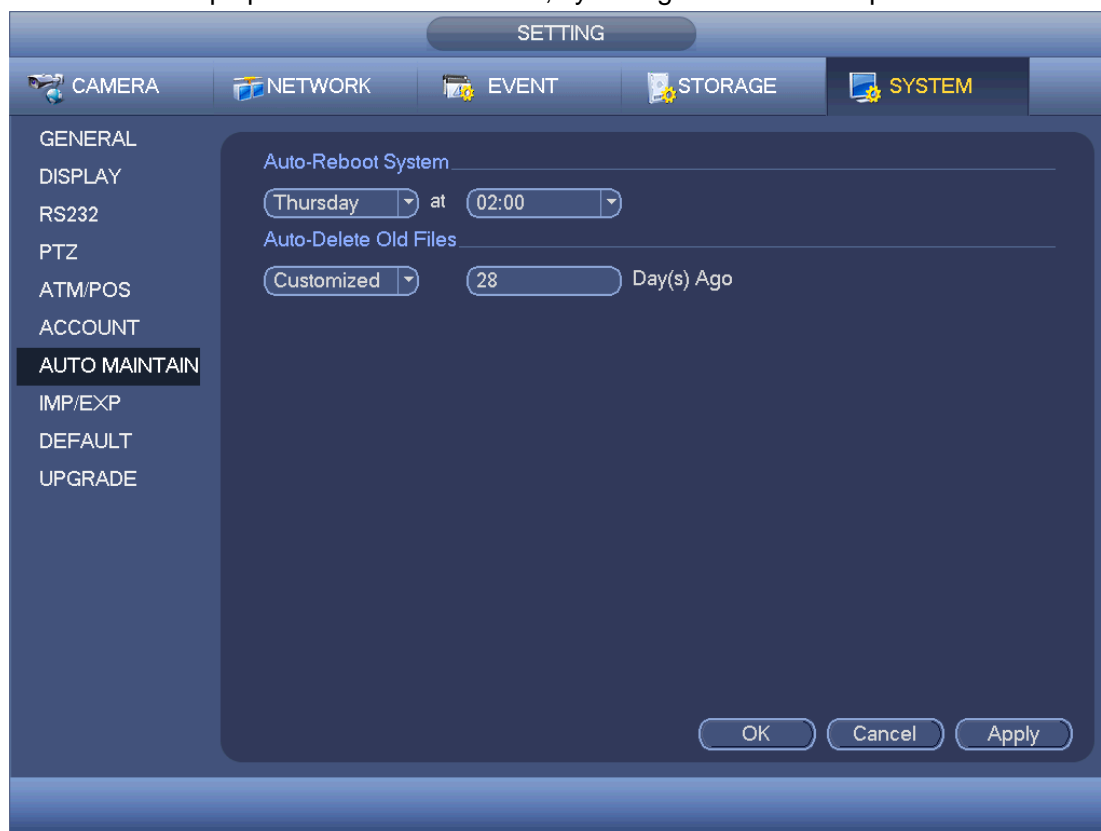 SETTING
CAMERA NETWORK EVENT STORAGE SYSTEM
GENERAL
DISPLAY
RS232
PTZ
ATM/POS
ACCOUNT
AUTO MAINTAIN
IMP/EXP
DEFAULT
UPGRADE
Auto-Reboot System
Thursday at 02:00
Auto-Delete Old Files
Customized 28 Day(s) Ago
OK Cancel Apply